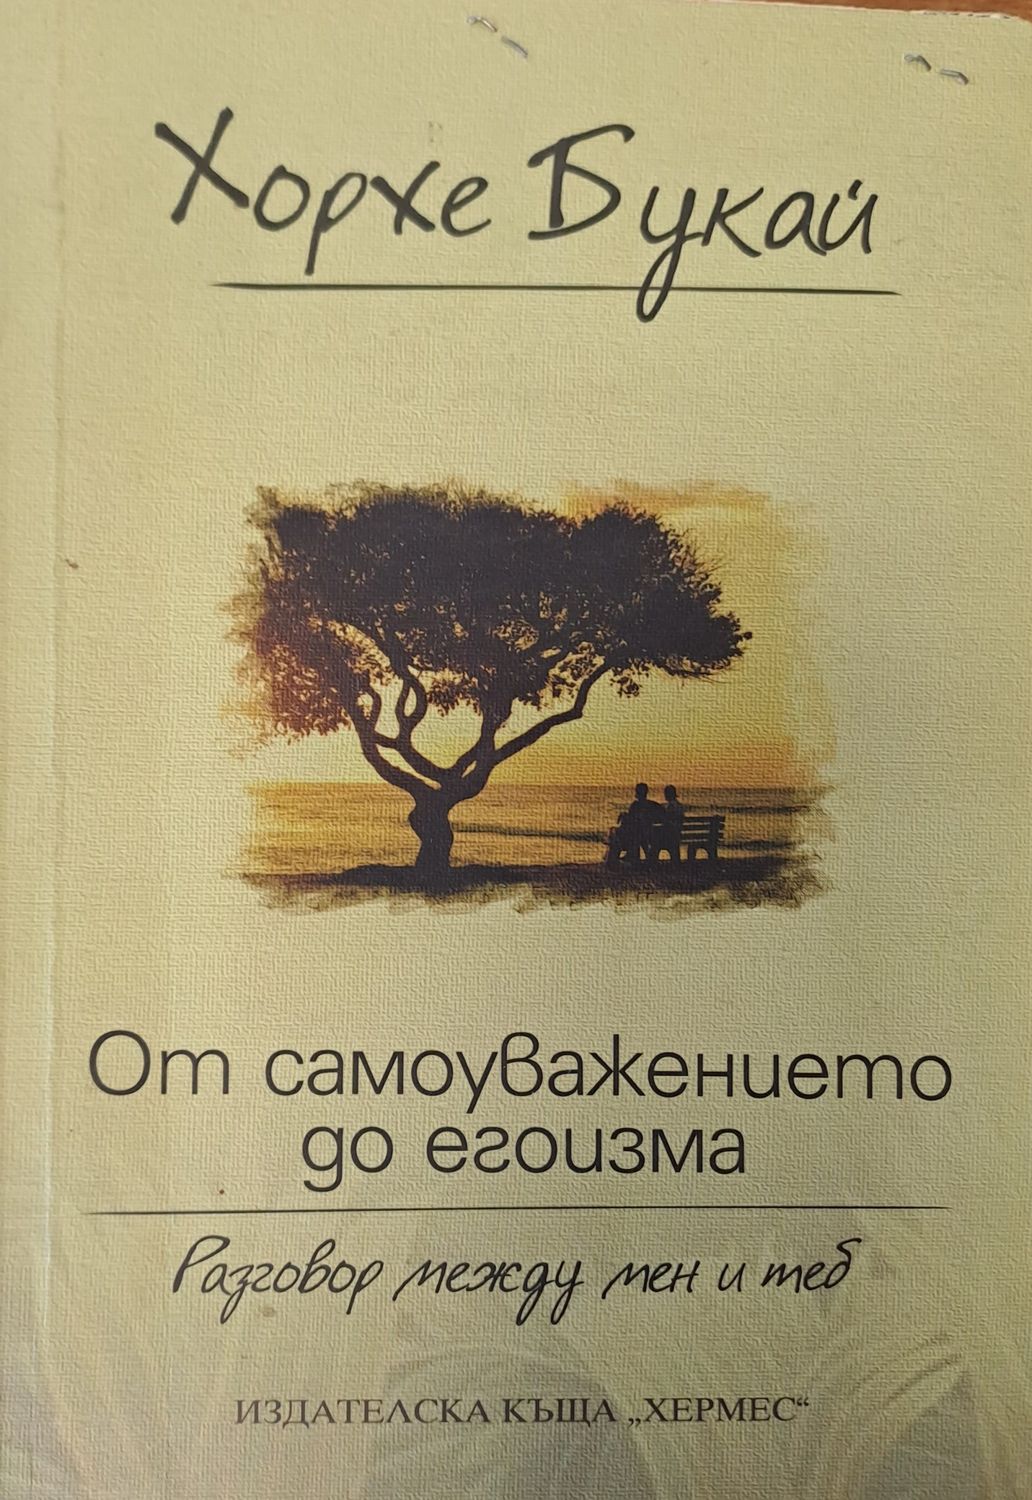 Хорхе Букай
От самоуважението
до егоизма
Разговор между мен и теб
ИЗДАТЕЛСКА КЪЩА „ХЕРМЕС“